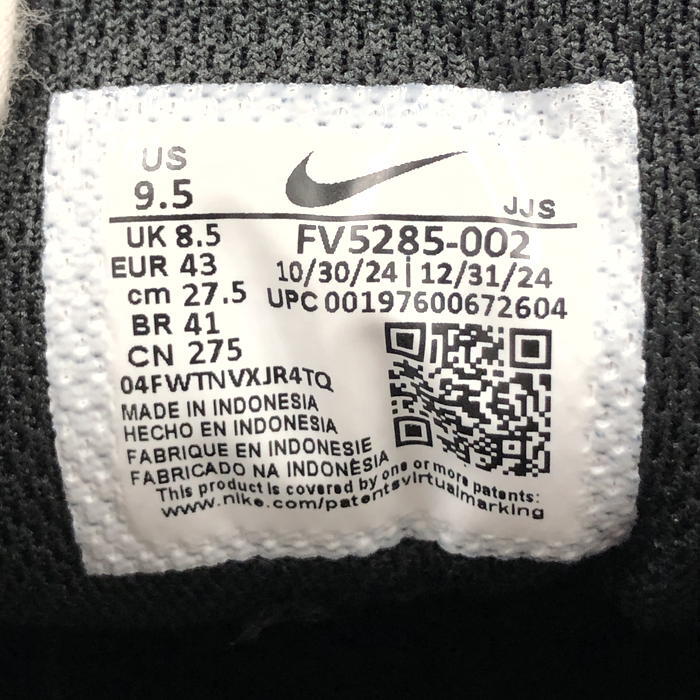 US
9.5
JJS
UK 8.5
EUR 43
cm 27.5
BR 41
CN 275
FV5285-002
10/30/24 | 12/31/24
UPC 00197600672604
04FWTNVXJR4TQ
MADE IN INDONESIA
HECHO EN INDONESIA
FABRIQUE EN INDONESIE
FABRICADO NA INDONÉSIA
This product is covered by one or more patents:
www.nike.com/patentsvirtualmarking